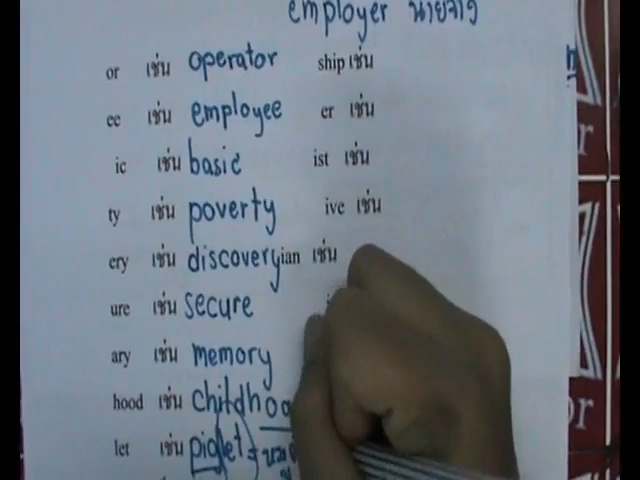 employer นายจ้าง
or เช่น operator ship เช่น
ee เช่น employee er เช่น
ic เช่น basic ist เช่น
ty เช่น poverty ive เช่น
ery เช่น discovery ian เช่น
ure เช่น secure
ary เช่น memory
hood เช่น childhoo
let เช่น piglet